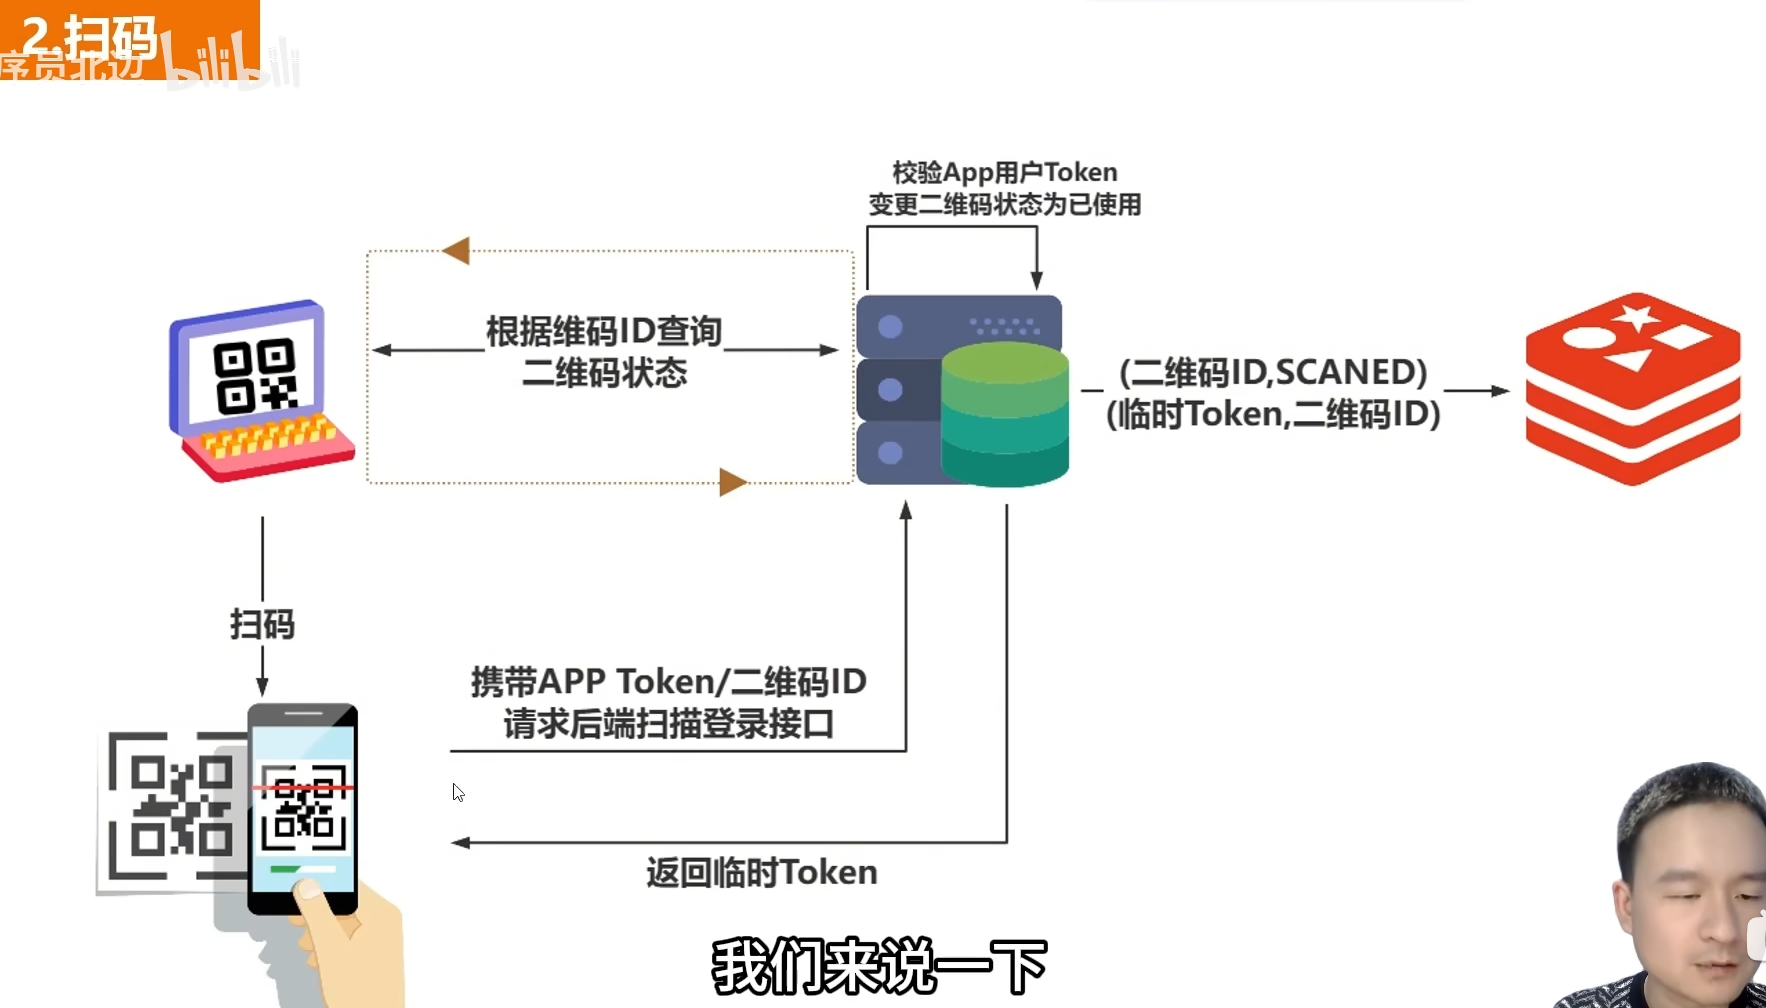 2.扫码
序员北边
bilibili
校验App用户Token
变更二维码状态为已使用
根据维码ID查询
二维码状态
(二维码ID,SCANED)
(临时Token,二维码ID)
扫码
携带APP Token/二维码ID
请求后端扫描登录接口
返回临时Token
我们来说一下